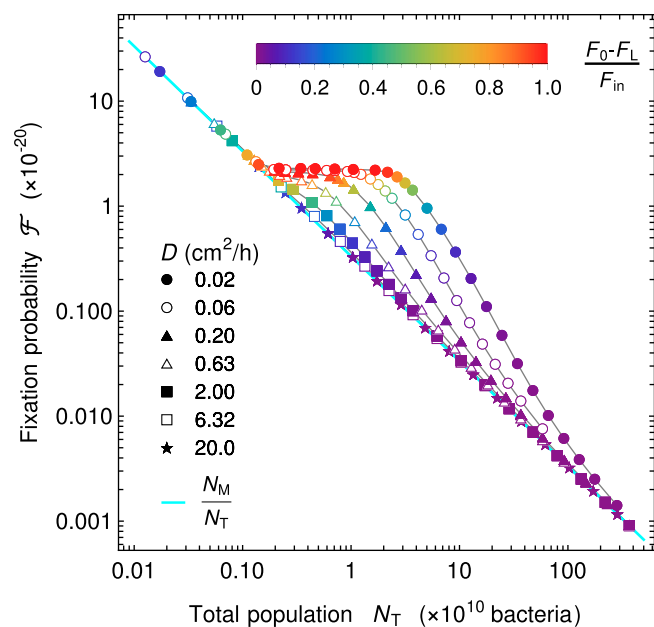 F0-FL
Fin
0 0.2 0.4 0.6 0.8 1.0
Fixation probability ℱ (×10^-20)
10
1
0.100
0.010
0.001
D (cm²/h)
0.02
0.06
0.20
0.63
2.00
6.32
20.0
NM
NT
0.01 0.10 1 10 100
Total population NT (×10^10 bacteria)